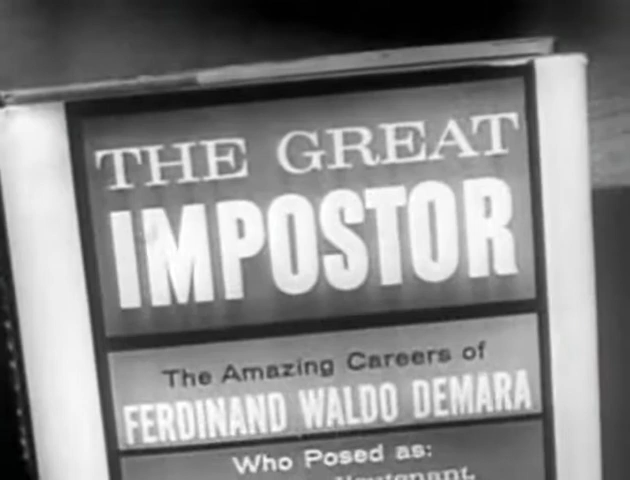 THE GREAT
IMPOSTOR
The Amazing Careers of
FERDINAND WALDO DEMARA
Who Posed as: